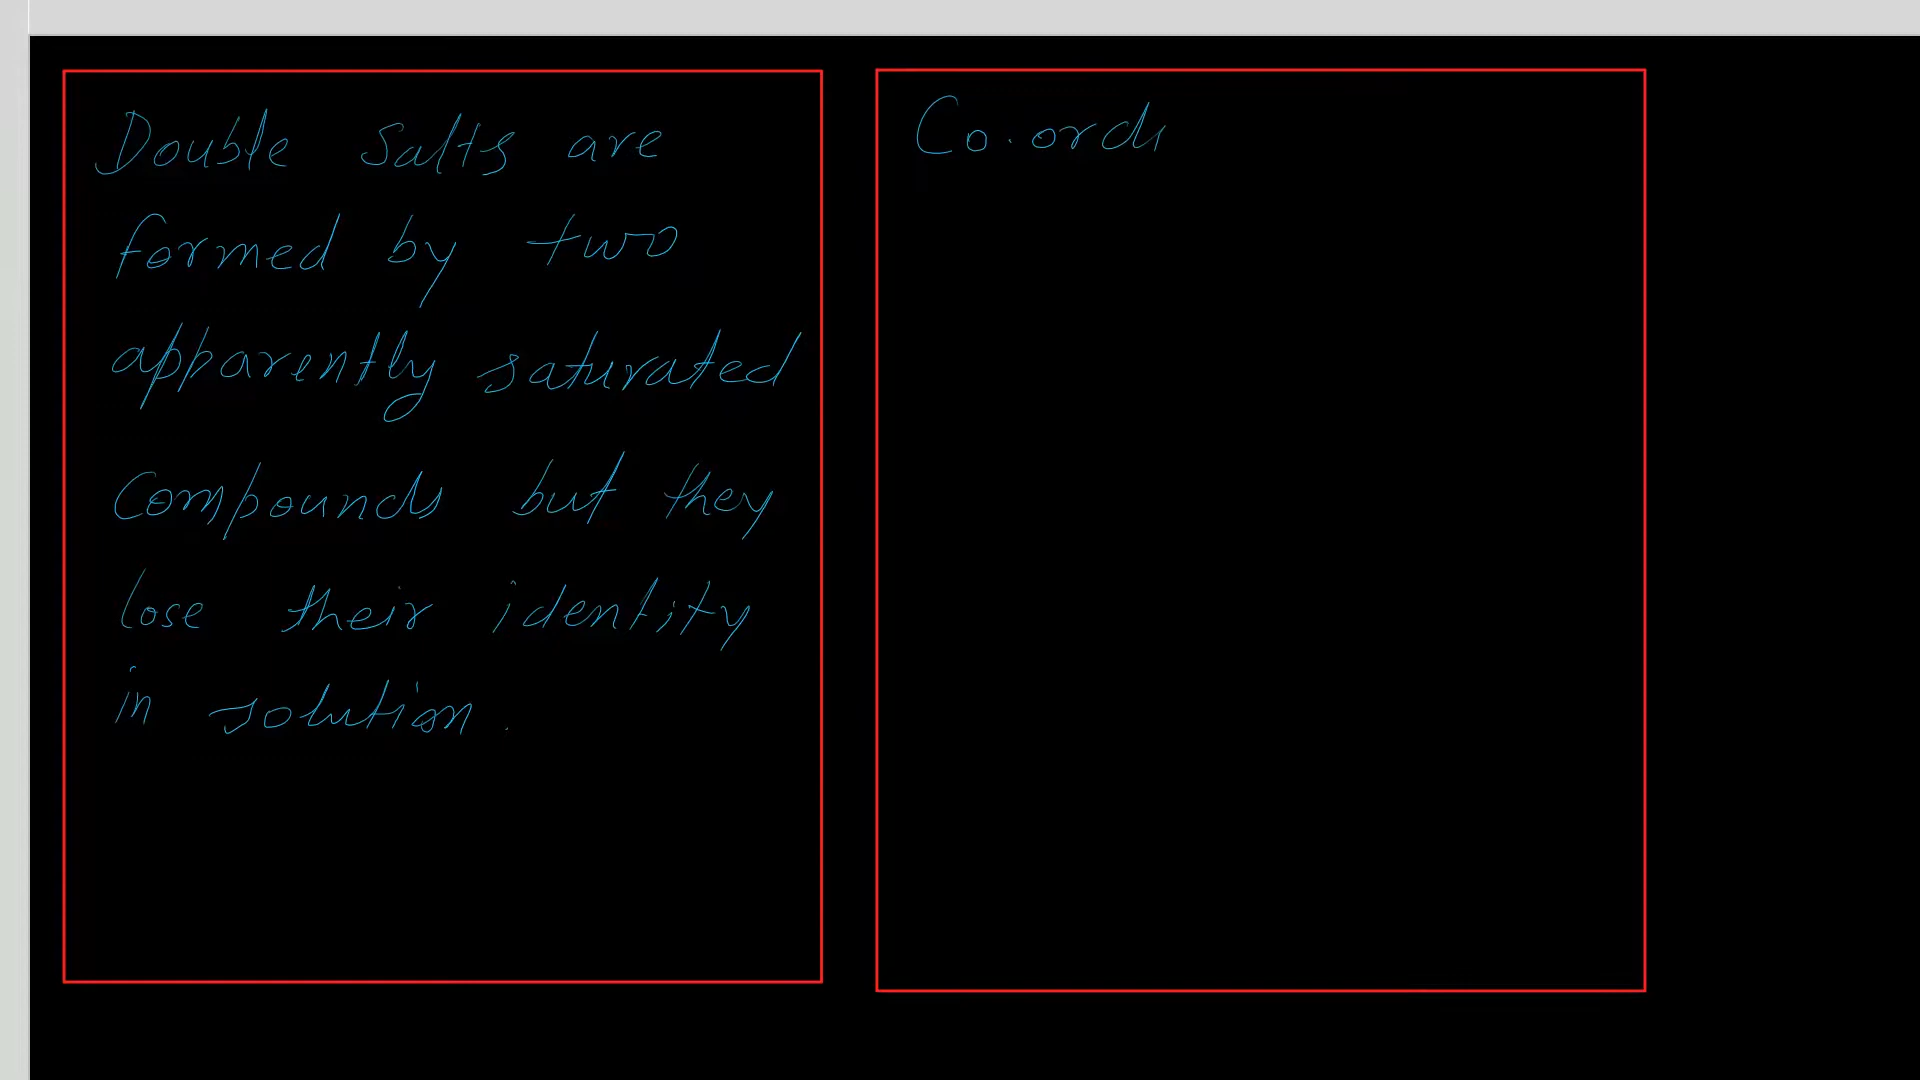 Double salts are
formed by two
apparently saturated
compounds but they
lose their identity
in solution.
Co.ordi